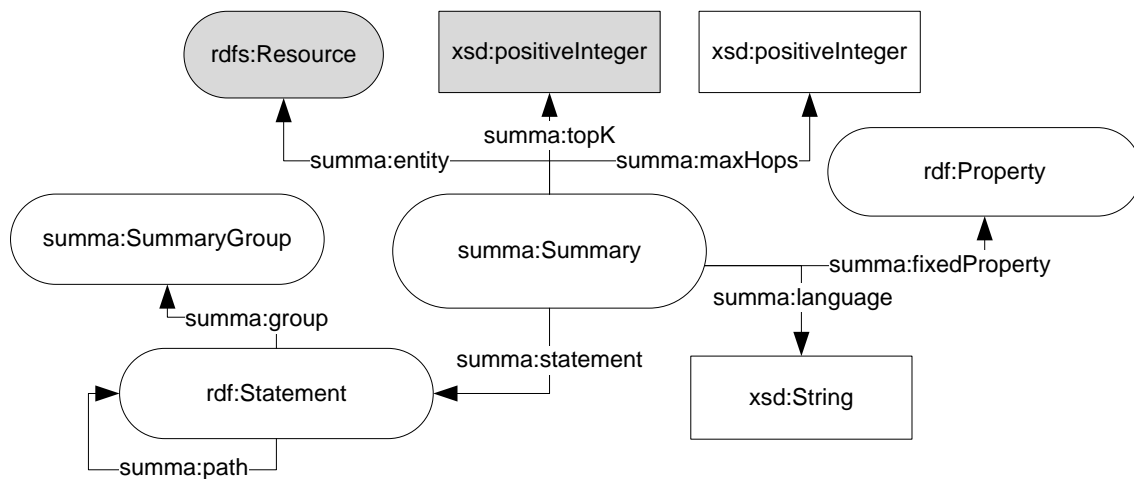 rdfs:Resource
xsd:positiveInteger
xsd:positiveInteger
summa:topK
summa:entity
summa:maxHops
rdf:Property
summa:SummaryGroup
summa:Summary
summa:fixedProperty
summa:language
summa:group
summa:statement
rdf:Statement
xsd:String
summa:path